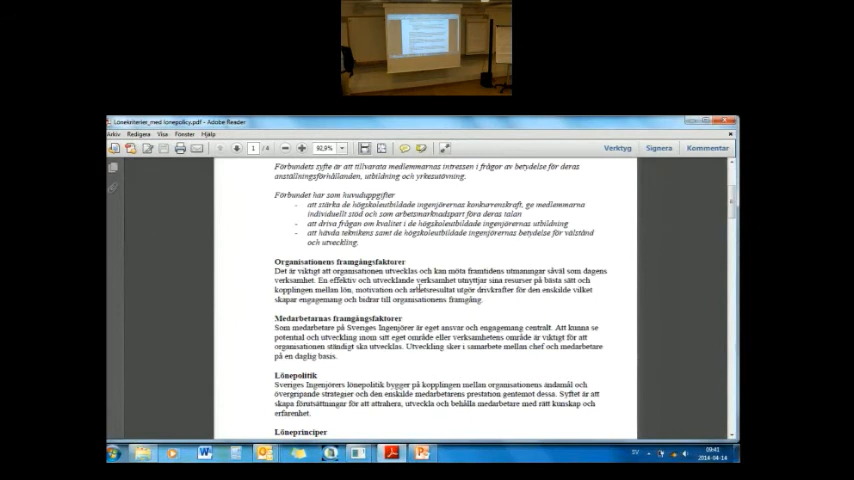 Lönekriterier_med lönepolicy.pdf - Adobe Reader
Arkiv Redigera Visa Fönster Hjälp
1 / 4 92,9% Verktyg Signera Kommentar
Förbundets syfte är att tillvarata medlemmarnas intressen i frågor av betydelse för deras
anställningsförhållanden, utbildning och yrkesutövning.
Förbundet har som huvuduppgifter
- att stärka de högskoleutbildade ingenjörernas konkurrenskraft, ge medlemmarna
individuellt stöd och som arbetsmarknadspart föra deras talan
- att driva frågan om kvalitet i de högskoleutbildade ingenjörernas utbildning
- att hävda teknikens samt de högskoleutbildade ingenjörernas betydelse för välstånd
och utveckling.
Organisationens framgångsfaktorer
Det är viktigt att organisationen utvecklas och kan möta framtidens utmaningar såväl som dagens
verksamhet. En effektiv och utvecklande verksamhet utnyttjar sina resurser på bästa sätt och
kopplingen mellan lön, motivation och arbetsresultat utgör drivkrafter för den enskilde vilket
skapar engagemang och bidrar till organisationens framgång.
Medarbetarnas framgångsfaktorer
Som medarbetare på Sveriges Ingenjörer är eget ansvar och engagemang centralt. Att kunna se
potential och utveckling inom sitt eget område eller verksamhetens område är viktigt för att
organisationen ständigt ska utvecklas. Utveckling sker i samarbete mellan chef och medarbetare
på en daglig basis.
Lönepolitik
Sveriges Ingenjörers lönepolitik bygger på kopplingen mellan organisationens ändamål och
övergripande strategier och den enskilde medarbetarens prestation gentemot dessa. Syftet är att
skapa förutsättningar för att attrahera, utveckla och behålla medarbetare med rätt kunskap och
erfarenhet.
Löneprinciper
SV 09:41
2014-04-14